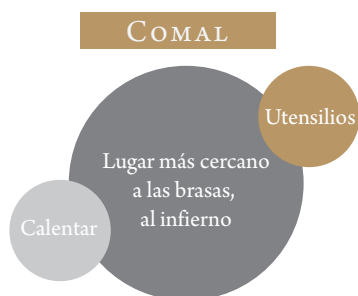 COMAL
Utensilios
Lugar más cercano
a las brasas,
al infierno
Calentar